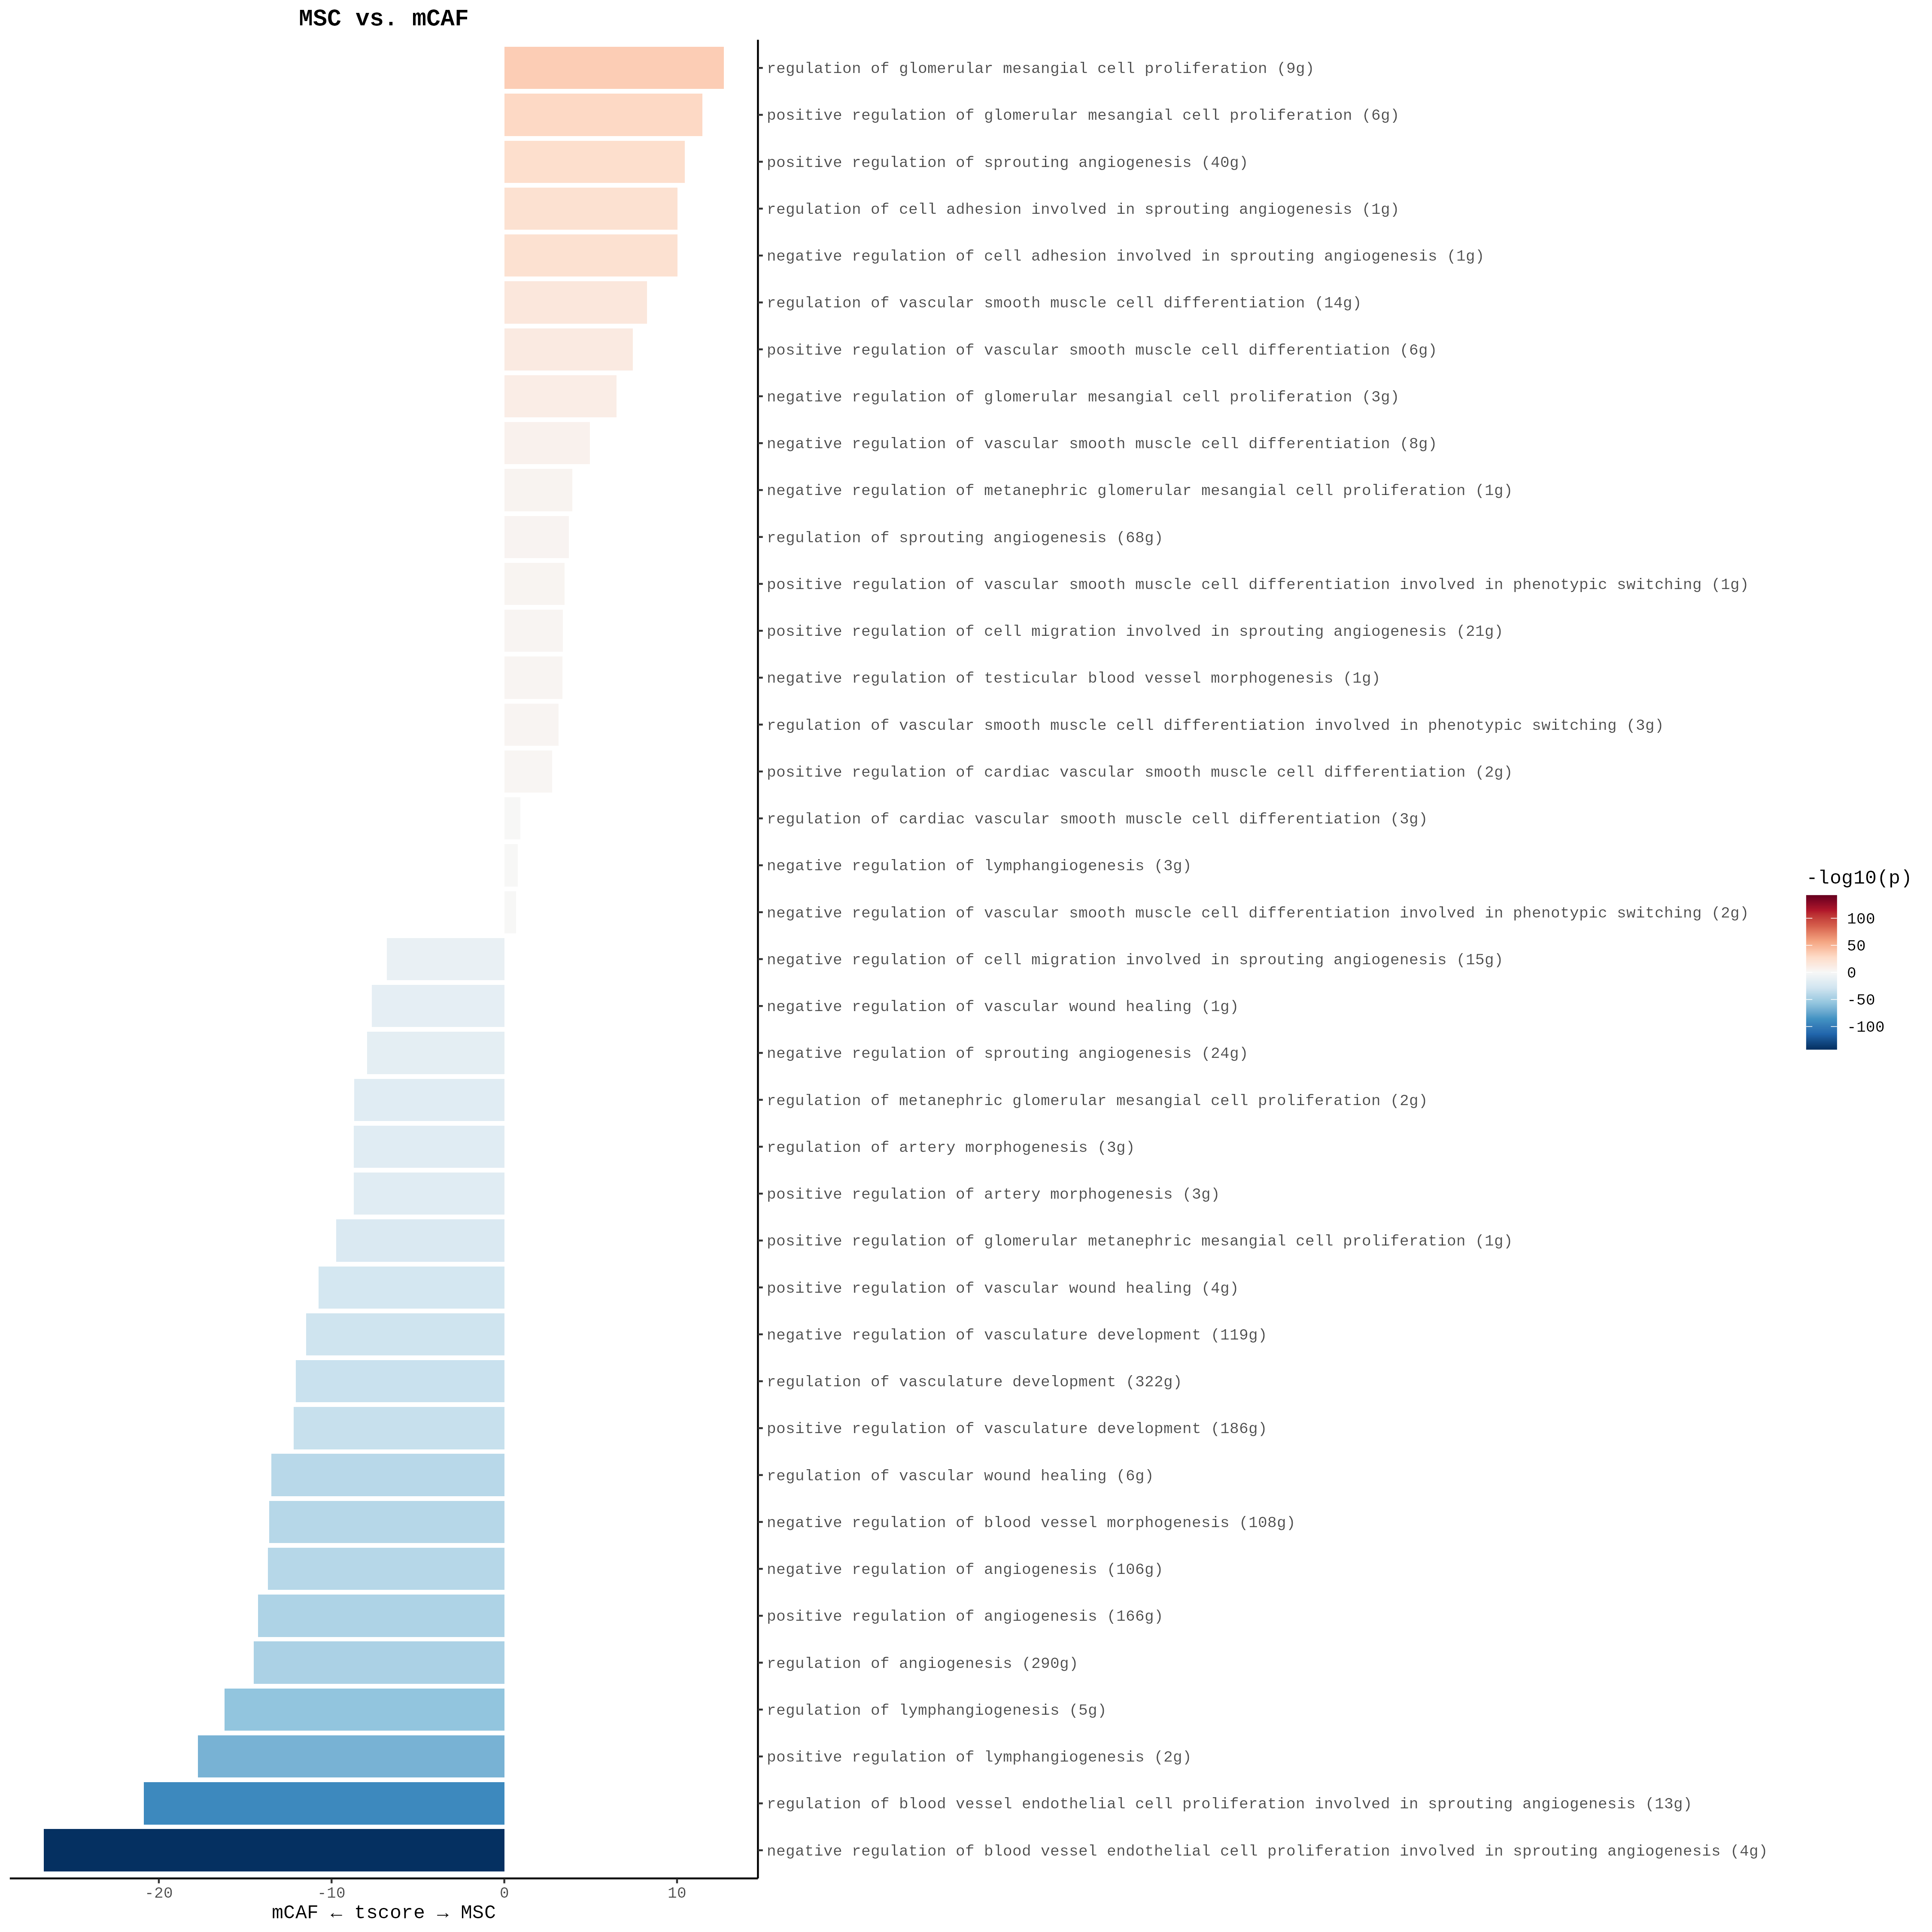 MSC vs. mCAF
regulation of glomerular mesangial cell proliferation (9g)
positive regulation of glomerular mesangial cell proliferation (6g)
positive regulation of sprouting angiogenesis (40g)
regulation of cell adhesion involved in sprouting angiogenesis (1g)
negative regulation of cell adhesion involved in sprouting angiogenesis (1g)
regulation of vascular smooth muscle cell differentiation (14g)
positive regulation of vascular smooth muscle cell differentiation (6g)
negative regulation of glomerular mesangial cell proliferation (3g)
negative regulation of vascular smooth muscle cell differentiation (8g)
negative regulation of metanephric glomerular mesangial cell proliferation (1g)
regulation of sprouting angiogenesis (68g)
positive regulation of vascular smooth muscle cell differentiation involved in phenotypic switching (1g)
positive regulation of cell migration involved in sprouting angiogenesis (21g)
negative regulation of testicular blood vessel morphogenesis (1g)
regulation of vascular smooth muscle cell differentiation involved in phenotypic switching (3g)
positive regulation of cardiac vascular smooth muscle cell differentiation (2g)
regulation of cardiac vascular smooth muscle cell differentiation (3g)
negative regulation of lymphangiogenesis (3g)
negative regulation of vascular smooth muscle cell differentiation involved in phenotypic switching (2g)
negative regulation of cell migration involved in sprouting angiogenesis (15g)
negative regulation of vascular wound healing (1g)
negative regulation of sprouting angiogenesis (24g)
regulation of metanephric glomerular mesangial cell proliferation (2g)
regulation of artery morphogenesis (3g)
positive regulation of artery morphogenesis (3g)
positive regulation of glomerular metanephric mesangial cell proliferation (1g)
positive regulation of vascular wound healing (4g)
negative regulation of vasculature development (119g)
regulation of vasculature development (322g)
positive regulation of vasculature development (186g)
regulation of vascular wound healing (6g)
negative regulation of blood vessel morphogenesis (108g)
negative regulation of angiogenesis (106g)
positive regulation of angiogenesis (166g)
regulation of angiogenesis (290g)
regulation of lymphangiogenesis (5g)
positive regulation of lymphangiogenesis (2g)
regulation of blood vessel endothelial cell proliferation involved in sprouting angiogenesis (13g)
negative regulation of blood vessel endothelial cell proliferation involved in sprouting angiogenesis (4g)
-20 -10 0 10
mCAF ← tscore → MSC
-log10(p)
100
50
0
-50
-100